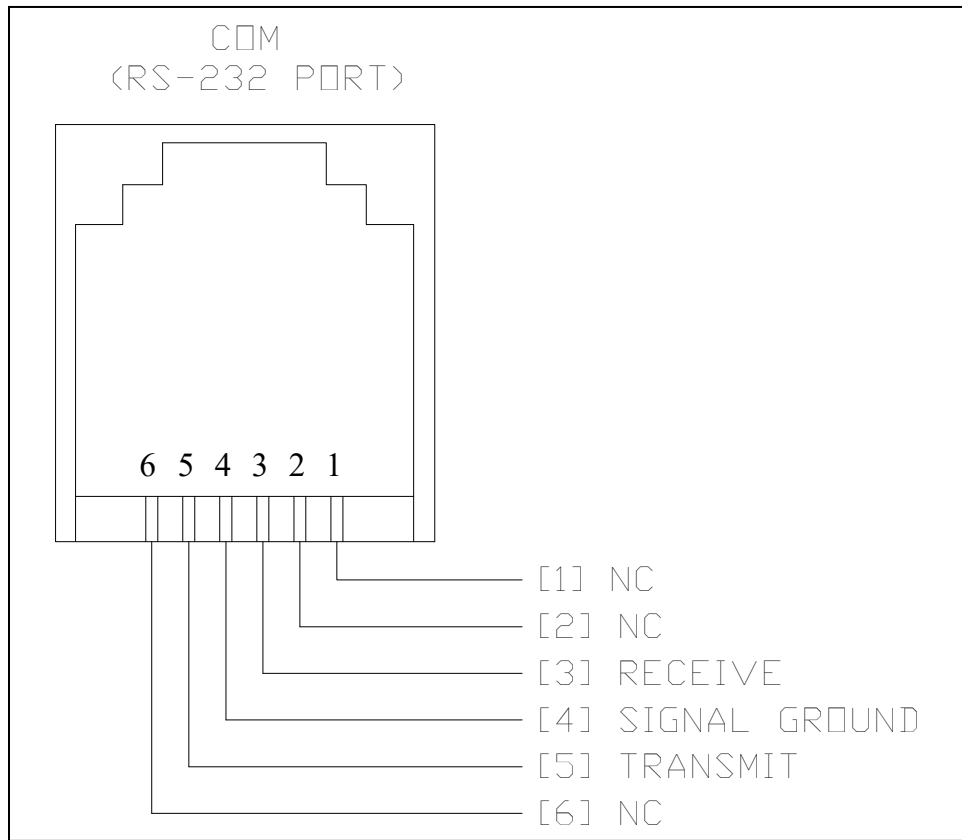 COM
(RS-232 PORT)
6 5 4 3 2 1
[1] NC
[2] NC
[3] RECEIVE
[4] SIGNAL GROUND
[5] TRANSMIT
[6] NC